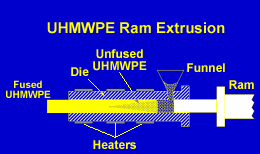 UHMWPE Ram Extrusion
Unfused
UHMWPE
Funnel
Die
Ram
Fused
UHMWPE
Heaters